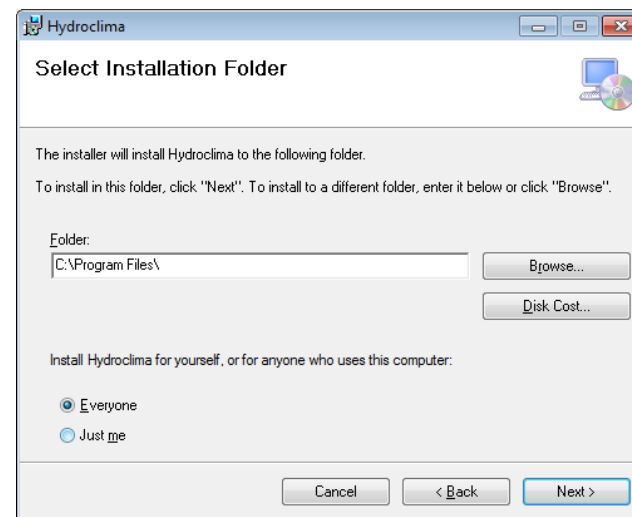 Hydroclima
Select Installation Folder
The installer will install Hydroclima to the following folder.
To install in this folder, click "Next". To install to a different folder, enter it below or click "Browse".
Folder:
C:\Program Files\
Browse...
Disk Cost...
Install Hydroclima for yourself, or for anyone who uses this computer:
Everyone
Just me
Cancel
< Back
Next >